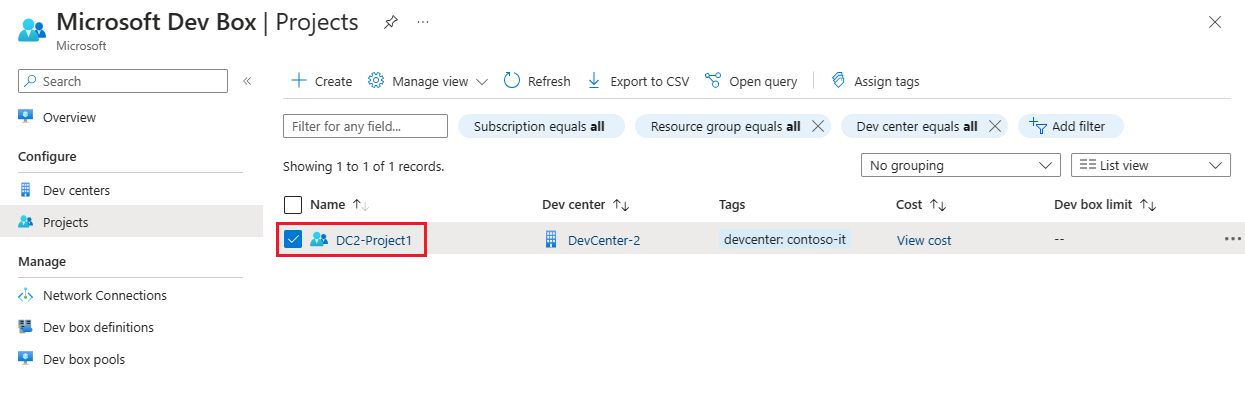 Microsoft Dev Box | Projects
Microsoft
Search
Overview
Configure
Dev centers
Projects
Manage
Network Connections
Dev box definitions
Dev box pools
Create Manage view Refresh Export to CSV Open query Assign tags
Filter for any field... Subscription equals all Resource group equals all Dev center equals all Add filter
Showing 1 to 1 of 1 records. No grouping List view
Name Dev center Tags Cost Dev box limit
DC2-Project1 DevCenter-2 devcenter: contoso-it View cost --